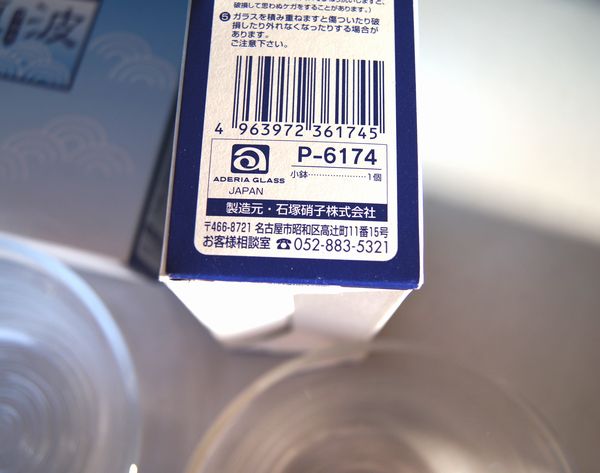 波
破損して思わぬケガをすることがあります。)
⑤ガラスを積み重ねますと傷ついたり破
損したり外れなくなったりする場合が
あります。
ご注意下さい。
4 963972 361745
P-6174
小鉢 1個
ADERIA GLASS
JAPAN
製造元・石塚硝子株式会社
〒466-8721 名古屋市昭和区高辻町11番15号
お客様相談室 ☎052-883-5321